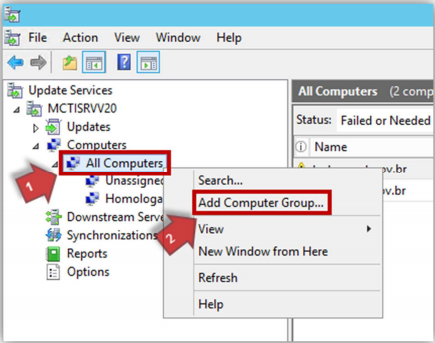 File Action View Window Help
Update Services
MCTISRVV20
Updates
Computers
All Computers
Unassigned
Homologa
Downstream Serve
Synchronizations
Reports
Options
1
Search...
Add Computer Group...
View
New Window from Here
Refresh
Help
2
All Computers (2 comp
Status: Failed or Needed
Name
ov.br
ov.br